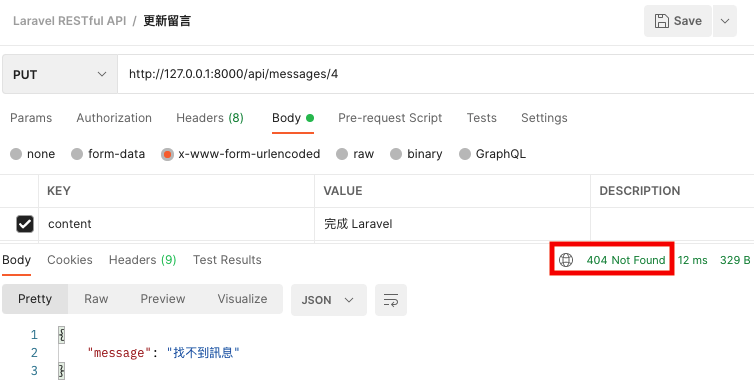 Laravel RESTful API / 更新留言 Save
PUT http://127.0.0.1:8000/api/messages/4
Params Authorization Headers (8) Body Pre-request Script Tests Settings
none form-data x-www-form-urlencoded raw binary GraphQL
KEY VALUE DESCRIPTION
content 完成 Laravel
Body Cookies Headers (9) Test Results 404 Not Found 12 ms 329 B
Pretty Raw Preview Visualize JSON
1 {
2 "message": "找不到訊息"
3 }